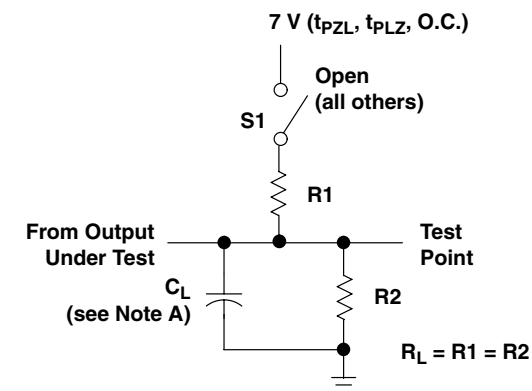 7 V (tPZL, tPLZ, O.C.)
Open
(all others)
S1
R1
From Output
Under Test
Test
Point
CL
(see Note A)
R2
RL = R1 = R2